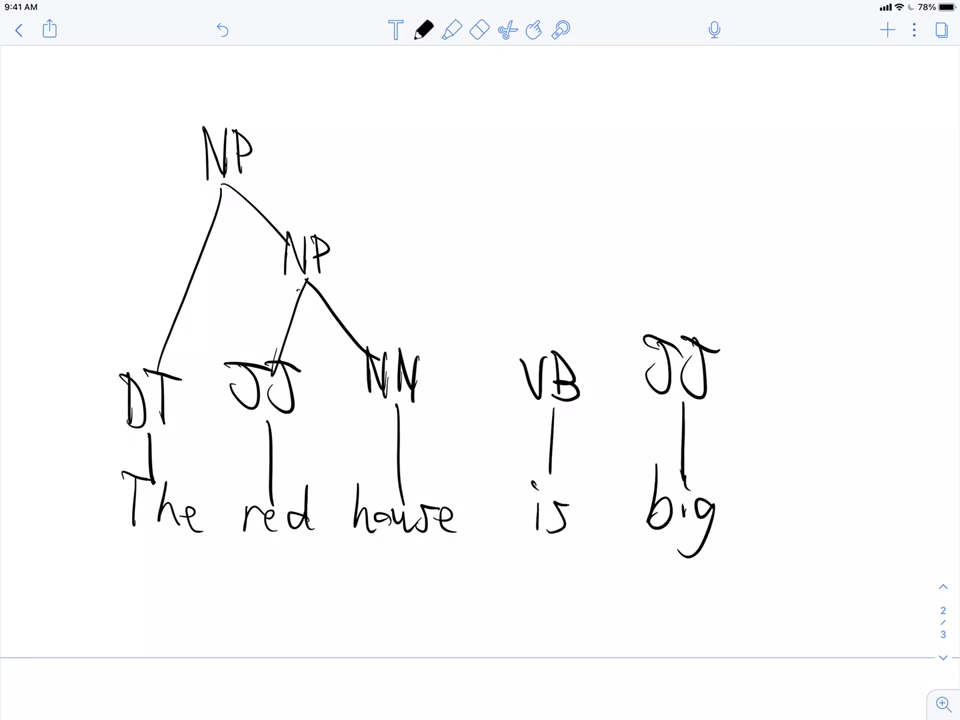 9:41 AM
78%
T
NP
NP
DT JJ NN VB JJ
The red house is big
2
/
3